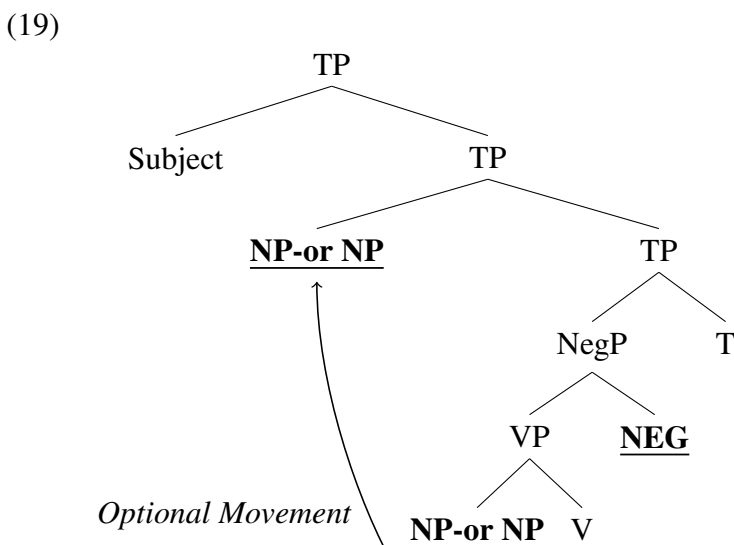 (19)
TP
Subject TP
NP-or NP TP
NegP T
VP NEG
Optional Movement NP-or NP V